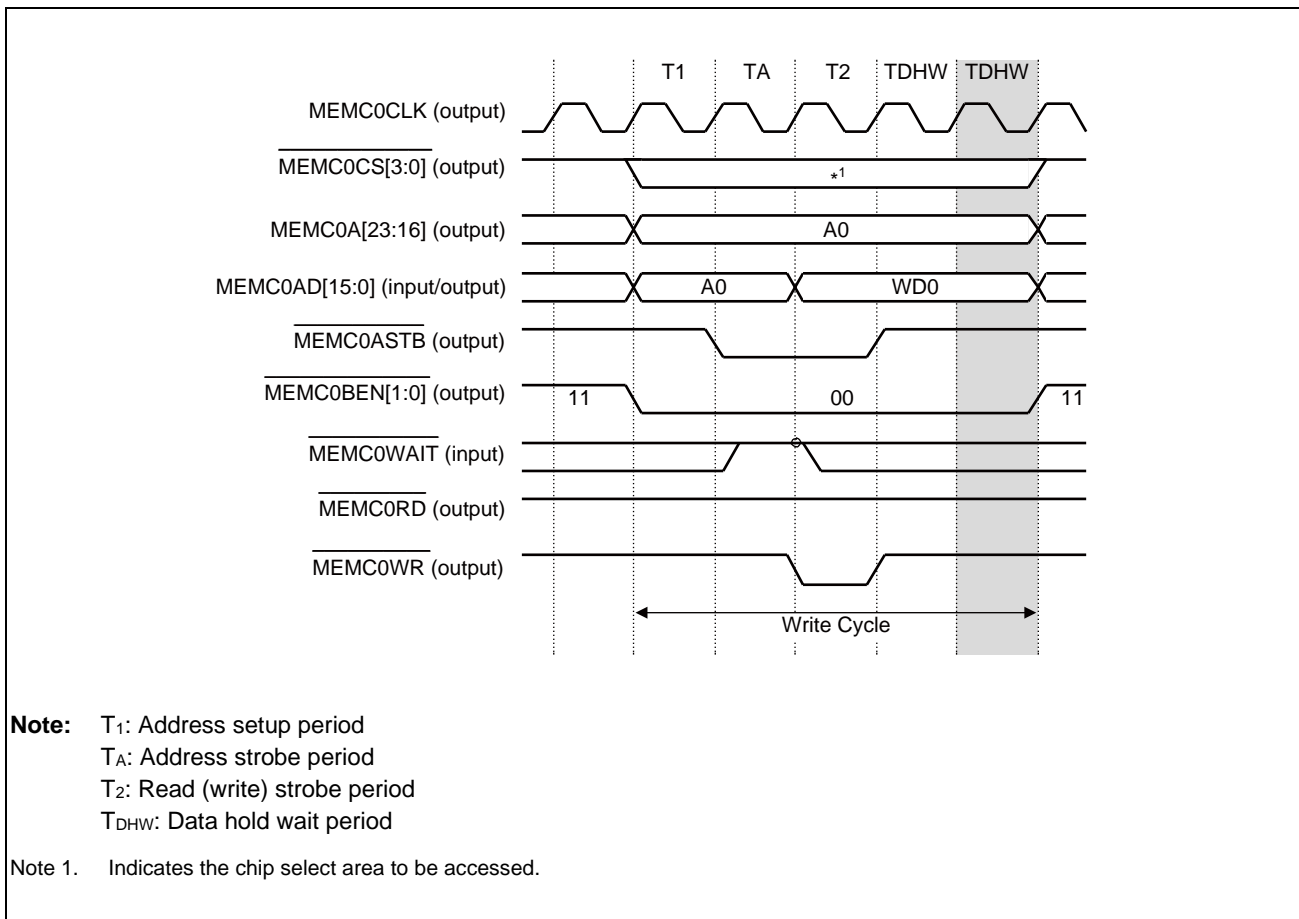 T1 TA T2 TDHW TDHW
MEMC0CLK (output)
MEMC0CS[3:0] (output)
*1
MEMC0A[23:16] (output)
A0
MEMC0AD[15:0] (input/output)
A0 WD0
MEMC0ASTB (output)
MEMC0BEN[1:0] (output)
11 00 11
MEMC0WAIT (input)
MEMC0RD (output)
MEMC0WR (output)
Write Cycle
Note: T1: Address setup period
TA: Address strobe period
T2: Read (write) strobe period
TDHW: Data hold wait period
Note 1. Indicates the chip select area to be accessed.